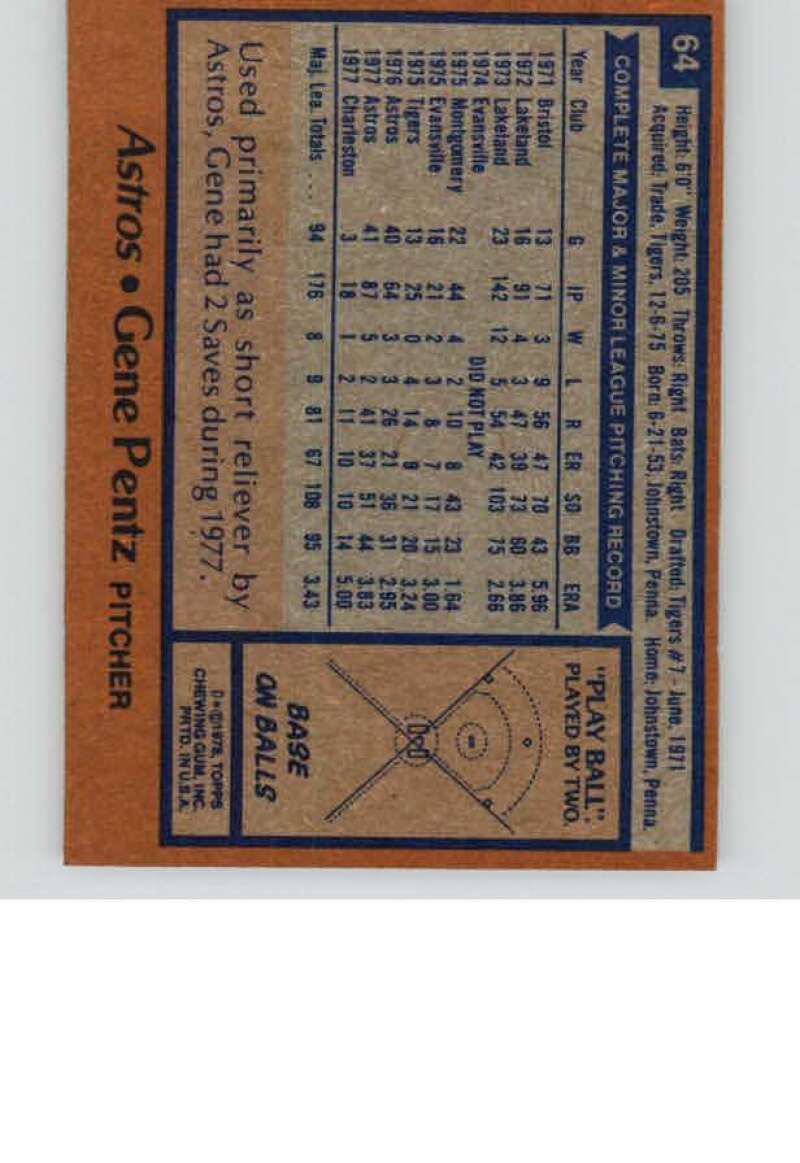 64
Height: 6'0" Weight: 205 Throws: Right Bats: Right Drafted: Tigers #7 - June, 1971
Acquired: Trade, Tigers, 12-6-75 Born: 6-21-53, Johnstown, Penna. Home: Johnstown, Penna.
COMPLETE MAJOR & MINOR LEAGUE PITCHING RECORD
Year Club G IP W L R ER SO BB ERA
1971 Bristol 13 71 3 9 56 47 70 43 5.96
1972 Lakeland 16 91 4 3 47 39 73 60 3.86
1973 Lakeland 23 142 12 5 54 42 103 75 2.66
1974 Evansville DID NOT PLAY
1975 Montgomery 22 44 4 2 10 8 43 23 1.64
1975 Evansville 16 21 2 3 8 7 17 15 3.00
1975 Tigers 13 25 0 4 14 9 21 20 3.24
1976 Astros 40 64 3 3 26 21 36 31 2.95
1977 Astros 41 87 5 2 41 37 51 44 3.83
1977 Charleston 3 18 1 2 11 10 10 14 5.00
Maj. Lea. Totals ... 94 176 8 9 81 67 108 95 3.43
Used primarily as short reliever by
Astros, Gene had 2 Saves during 1977.
"PLAY BALL":
PLAYED BY TWO.
BASE
ON BALLS
D*©1978, TOPPS
CHEWING GUM, INC.
PRTD. IN U.S.A.
Astros • Gene Pentz PITCHER